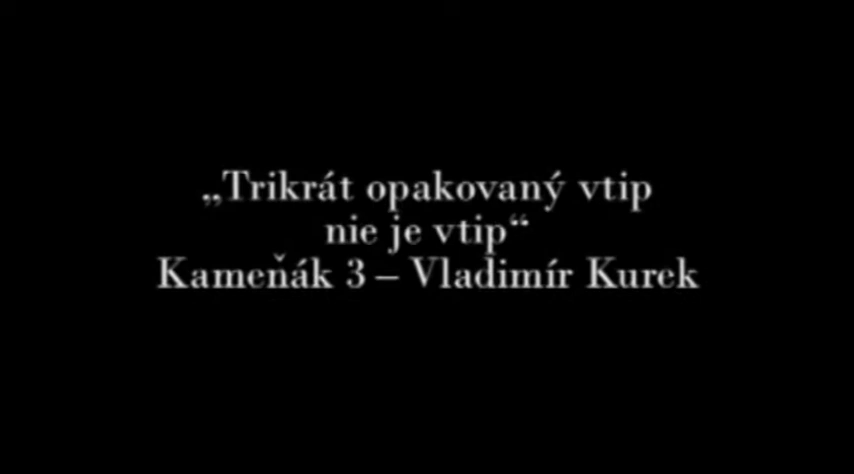 „Trikrát opakovaný vtip
nie je vtip“
Kameňák 3 – Vladimír Kurek